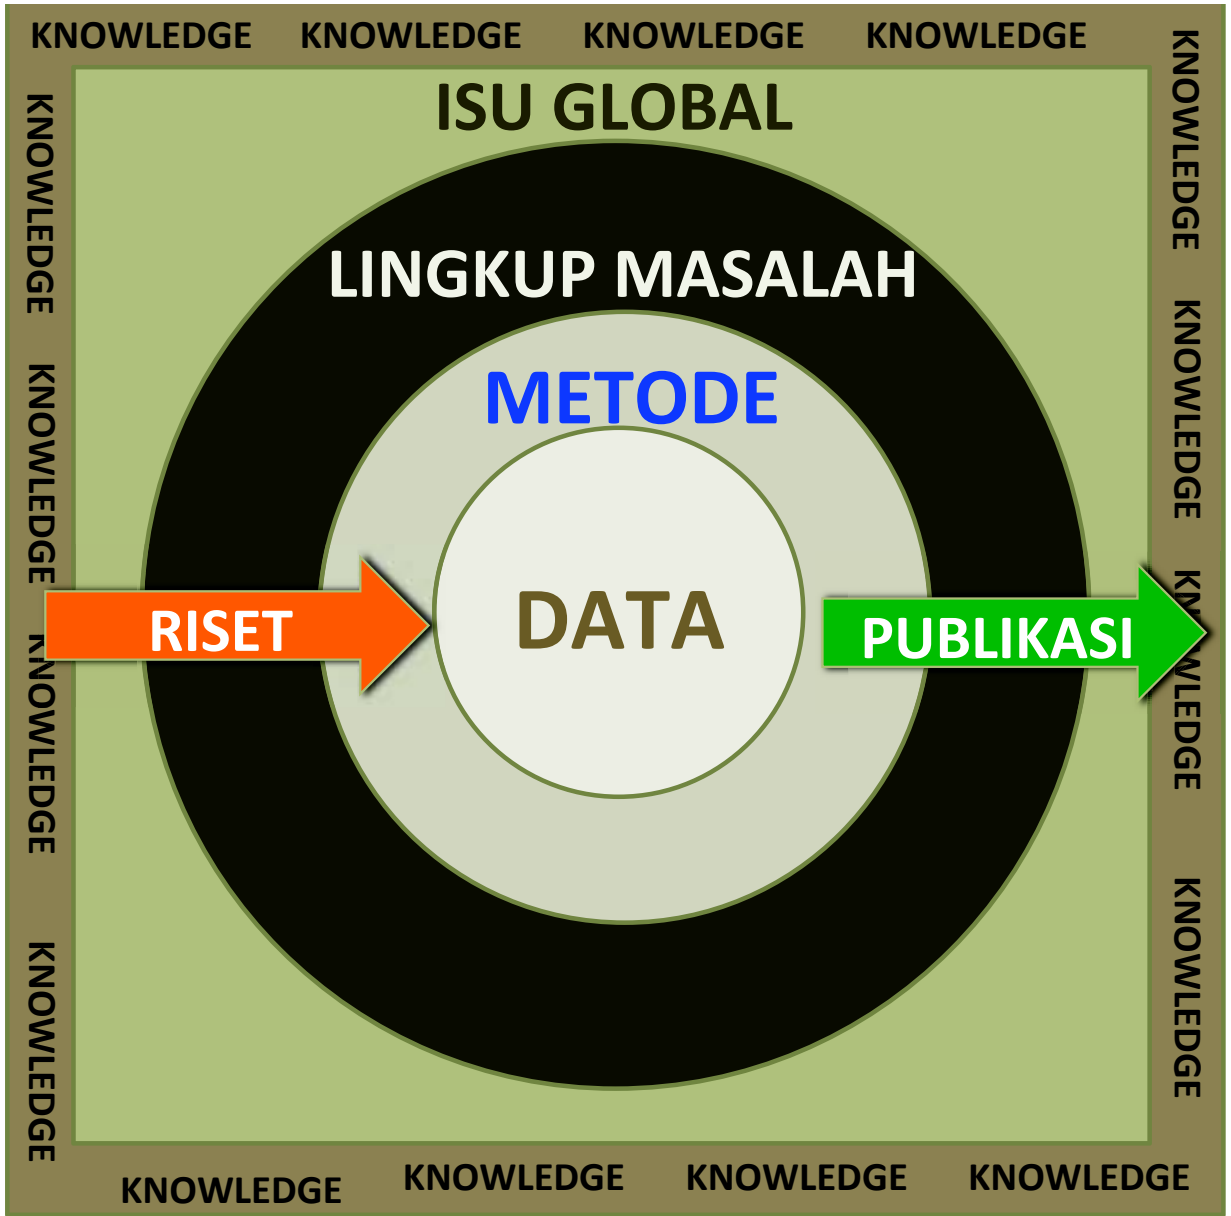 KNOWLEDGE KNOWLEDGE KNOWLEDGE KNOWLEDGE
KNOWLEDGE
KNOWLEDGE
KNOWLEDGE
KNOWLEDGE
ISU GLOBAL
LINGKUP MASALAH
METODE
DATA
RISET
PUBLIKASI
KNOWLEDGE
KNOWLEDGE
KNOWLEDGE
KNOWLEDGE
KNOWLEDGE KNOWLEDGE KNOWLEDGE KNOWLEDGE